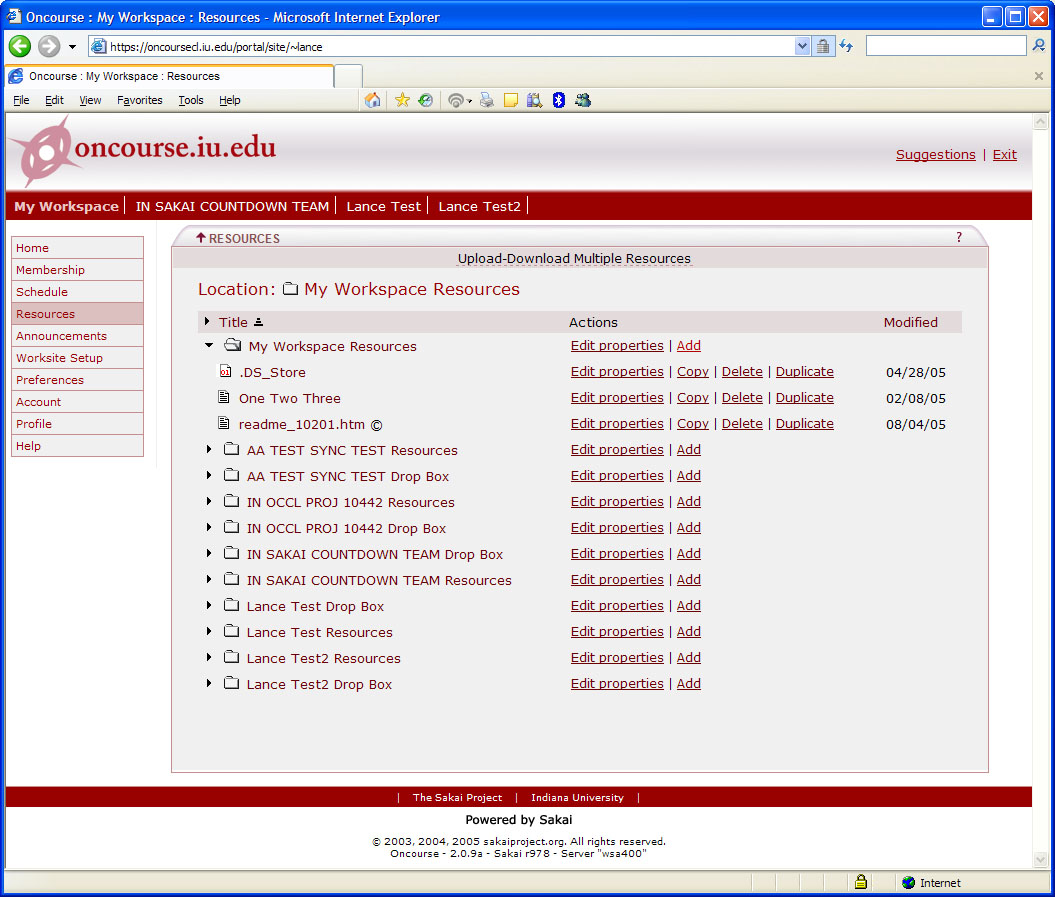 Oncourse : My Workspace : Resources - Microsoft Internet Explorer
https://oncoursecl.iu.edu/portal/site/~lance
Oncourse : My Workspace : Resources
File Edit View Favorites Tools Help
oncourse.iu.edu
Suggestions | Exit
My Workspace | IN SAKAI COUNTDOWN TEAM | Lance Test | Lance Test2 |
Home
Membership
Schedule
Resources
Announcements
Worksite Setup
Preferences
Account
Profile
Help
RESOURCES ?
Upload-Download Multiple Resources
Location: My Workspace Resources
Title Actions Modified
My Workspace Resources Edit properties | Add
.DS_Store Edit properties | Copy | Delete | Duplicate 04/28/05
One Two Three Edit properties | Copy | Delete | Duplicate 02/08/05
readme_10201.htm © Edit properties | Copy | Delete | Duplicate 08/04/05
AA TEST SYNC TEST Resources Edit properties | Add
AA TEST SYNC TEST Drop Box Edit properties | Add
IN OCCL PROJ 10442 Resources Edit properties | Add
IN OCCL PROJ 10442 Drop Box Edit properties | Add
IN SAKAI COUNTDOWN TEAM Drop Box Edit properties | Add
IN SAKAI COUNTDOWN TEAM Resources Edit properties | Add
Lance Test Drop Box Edit properties | Add
Lance Test Resources Edit properties | Add
Lance Test2 Resources Edit properties | Add
Lance Test2 Drop Box Edit properties | Add
| The Sakai Project | Indiana University |
Powered by Sakai
© 2003, 2004, 2005 sakaiproject.org. All rights reserved.
Oncourse - 2.0.9a - Sakai r978 - Server "wsa400"
Internet